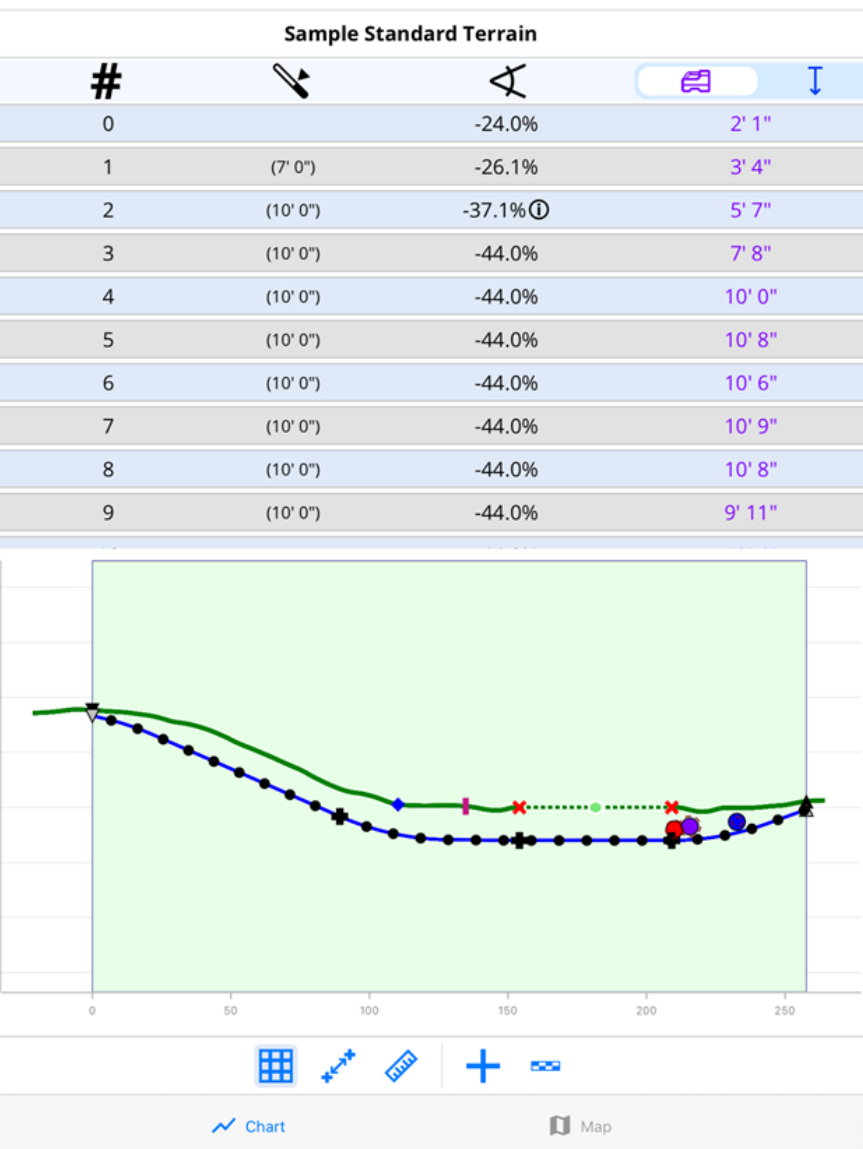 Sample Standard Terrain
#
0 -24.0% 2' 1"
1 (7' 0") -26.1% 3' 4"
2 (10' 0") -37.1% 5' 7"
3 (10' 0") -44.0% 7' 8"
4 (10' 0") -44.0% 10' 0"
5 (10' 0") -44.0% 10' 8"
6 (10' 0") -44.0% 10' 6"
7 (10' 0") -44.0% 10' 9"
8 (10' 0") -44.0% 10' 8"
9 (10' 0") -44.0% 9' 11"
0 50 100 150 200 250
Chart Map